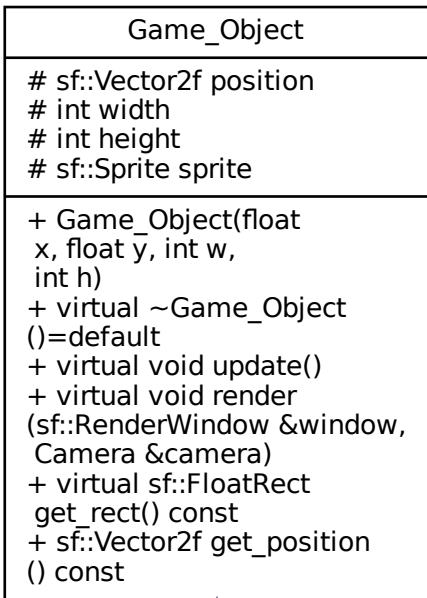 Game_Object
# sf::Vector2f position
# int width
# int height
# sf::Sprite sprite
+ Game_Object(float
x, float y, int w,
int h)
+ virtual ~Game_Object
()=default
+ virtual void update()
+ virtual void render
(sf::RenderWindow &window,
Camera &camera)
+ virtual sf::FloatRect
get_rect() const
+ sf::Vector2f get_position
() const